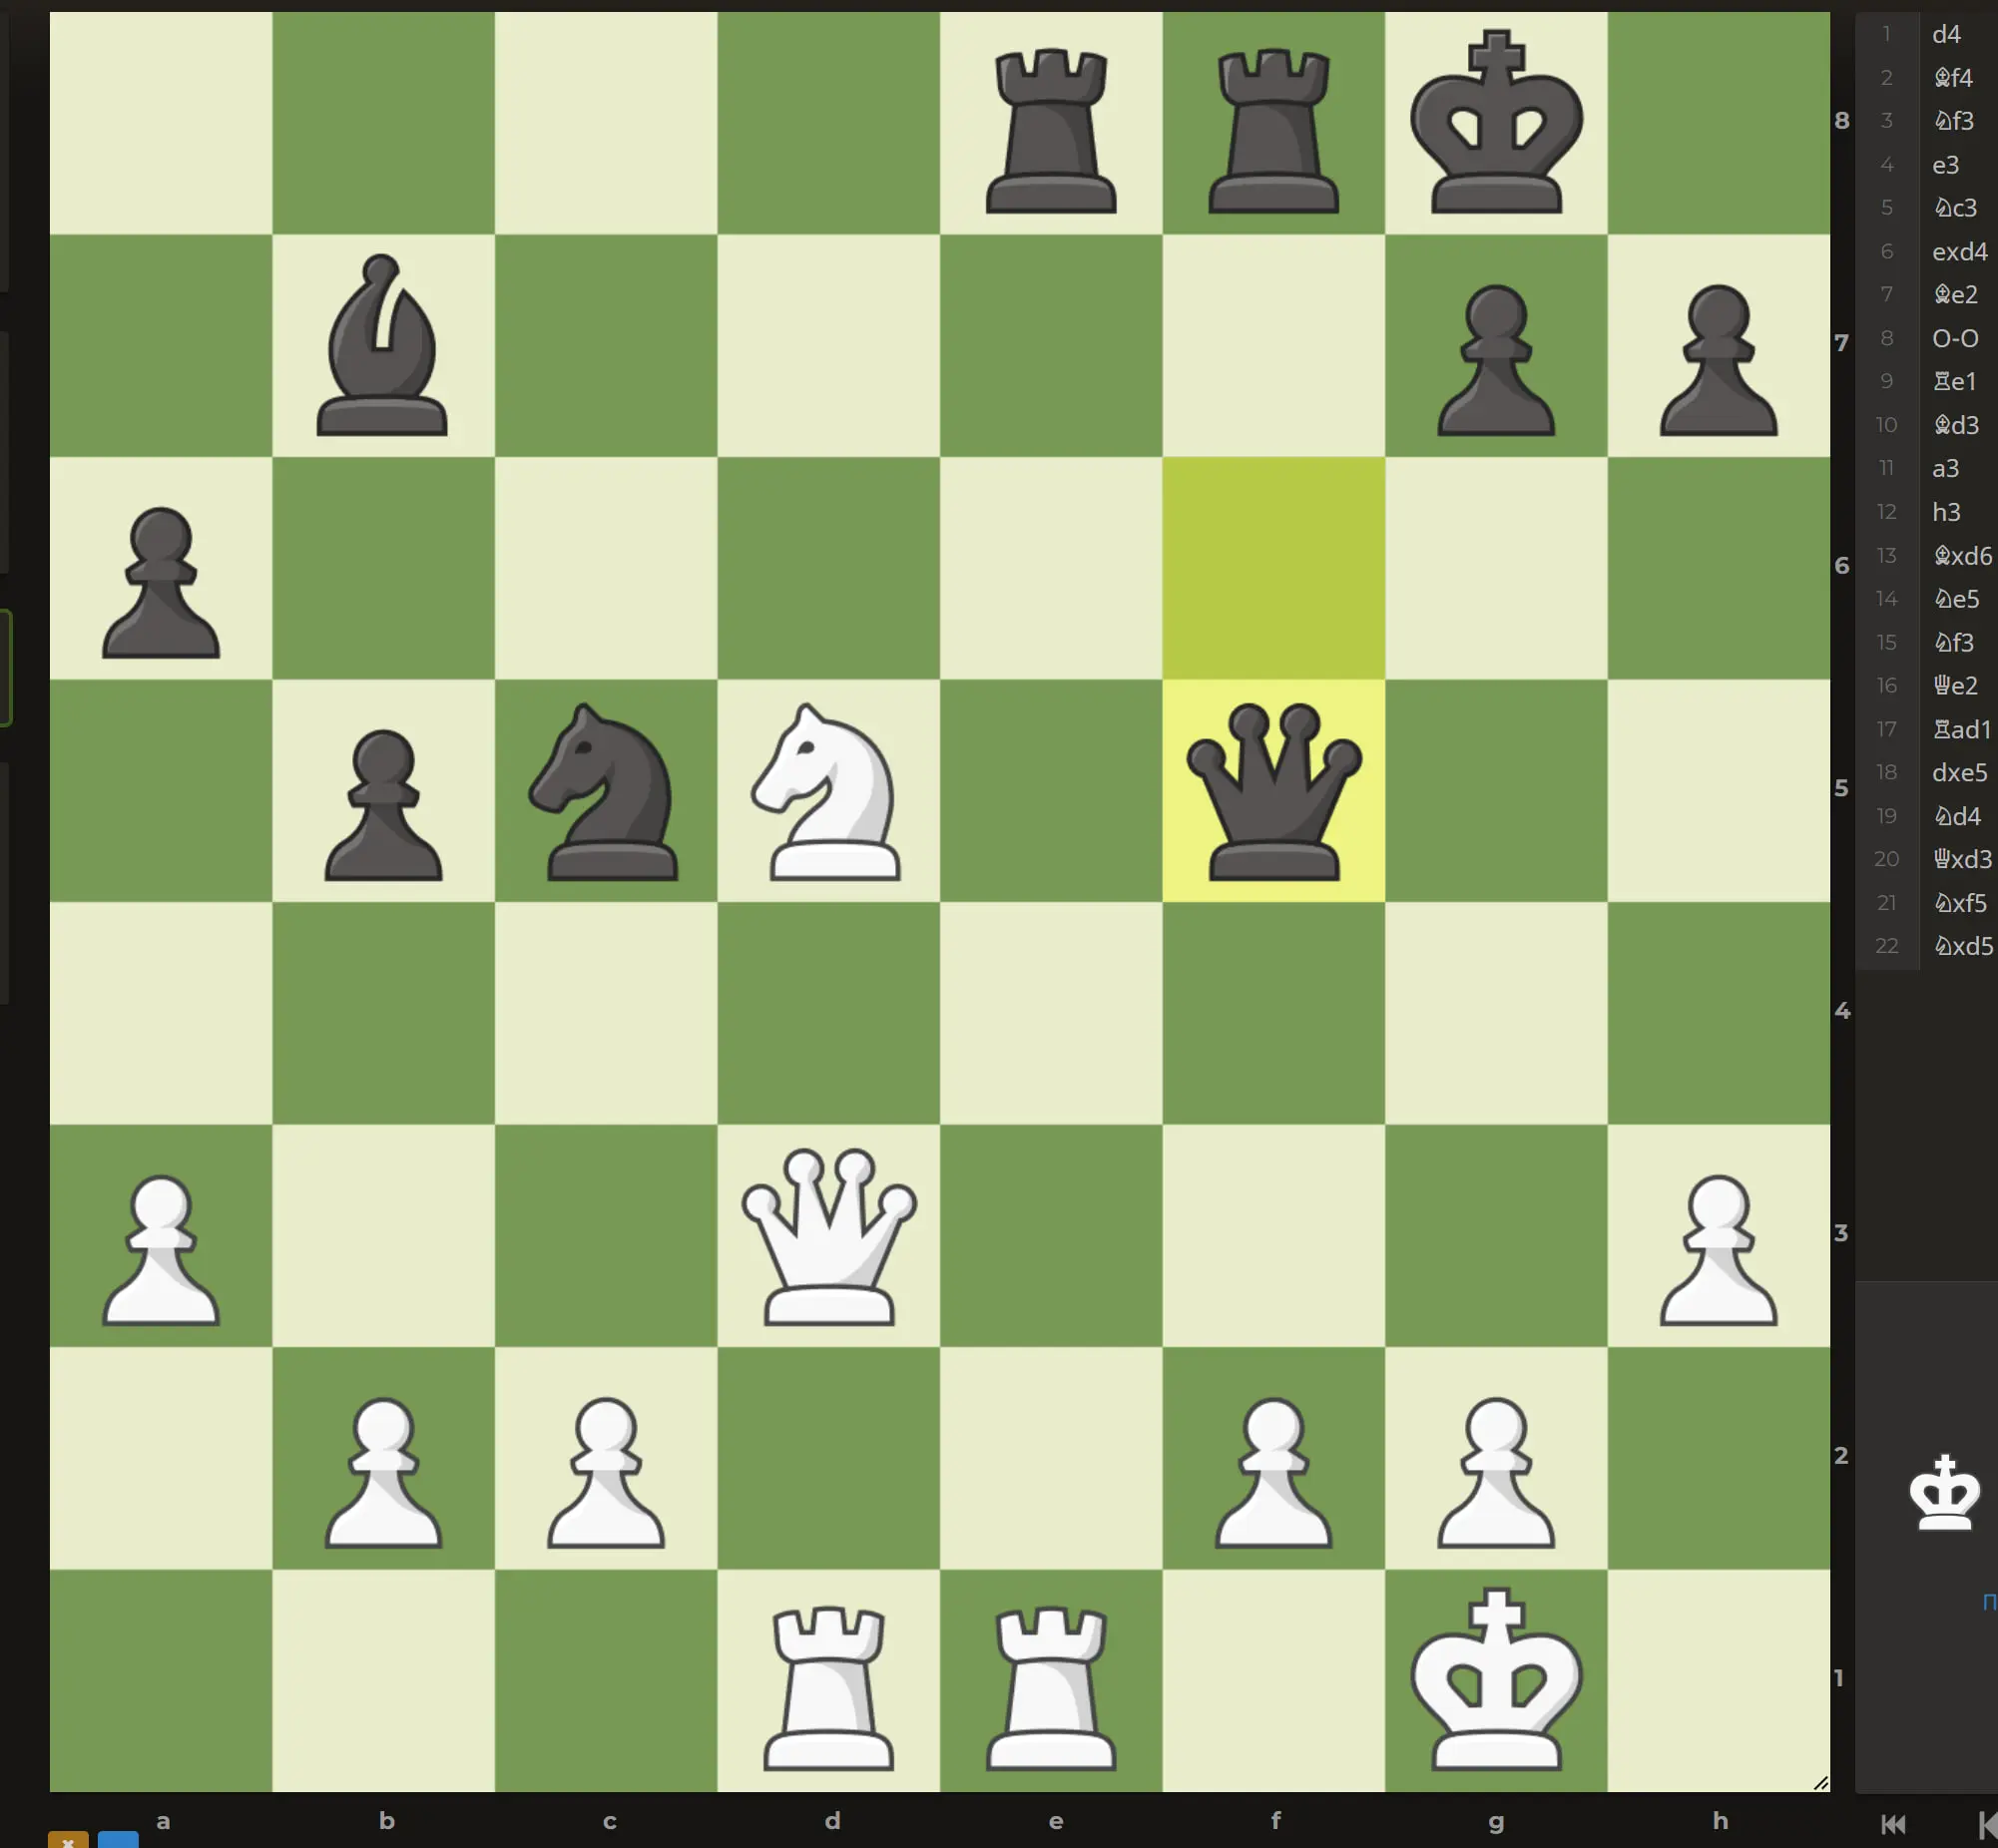 1 d4
2 ♗f4
3 ♘f3
4 e3
5 ♘c3
6 exd4
7 ♗e2
8 O-O
9 ♖e1
10 ♗d3
11 a3
12 h3
13 ♗xd6
14 ♘e5
15 ♘f3
16 ♕e2
17 ♖ad1
18 dxe5
19 ♘d4
20 ♕xd3
21 ♘xf5
22 ♘xd5
8
7
6
5
4
3
2
1
a b c d e f g h